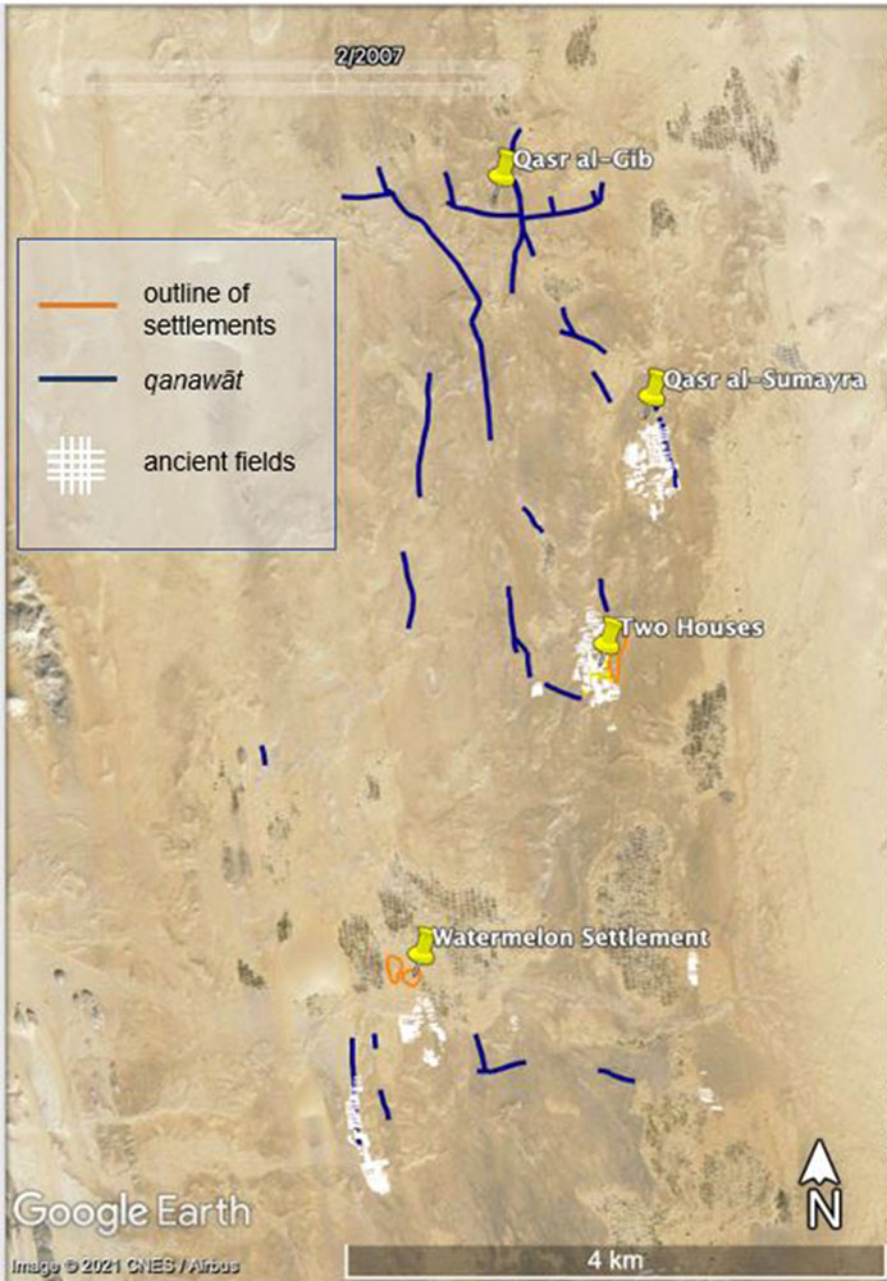 2/2007
Qasr al-Gib
outline of
settlements
qanawāt
ancient fields
Qasr al-Sumayra
Two Houses
Watermelon Settlement
N
Google Earth
Image © 2021 CNES / Airbus
4 km